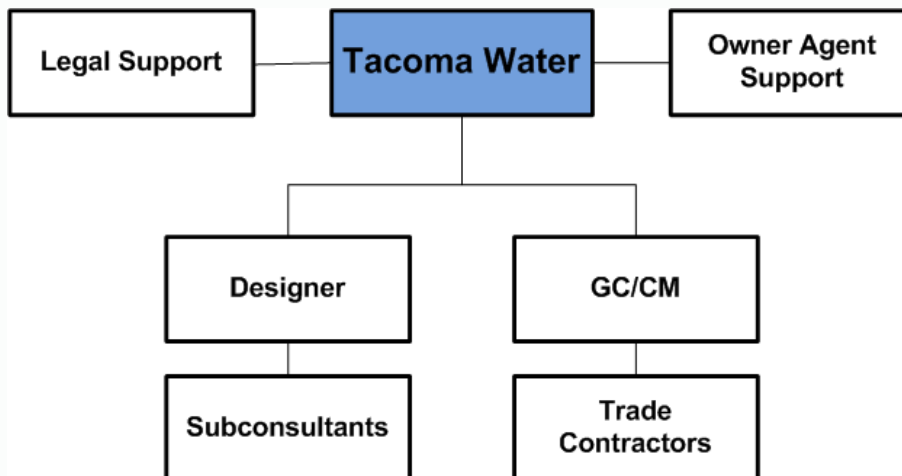 Legal Support
Tacoma Water
Owner Agent
Support
Designer
GC/CM
Subconsultants
Trade
Contractors